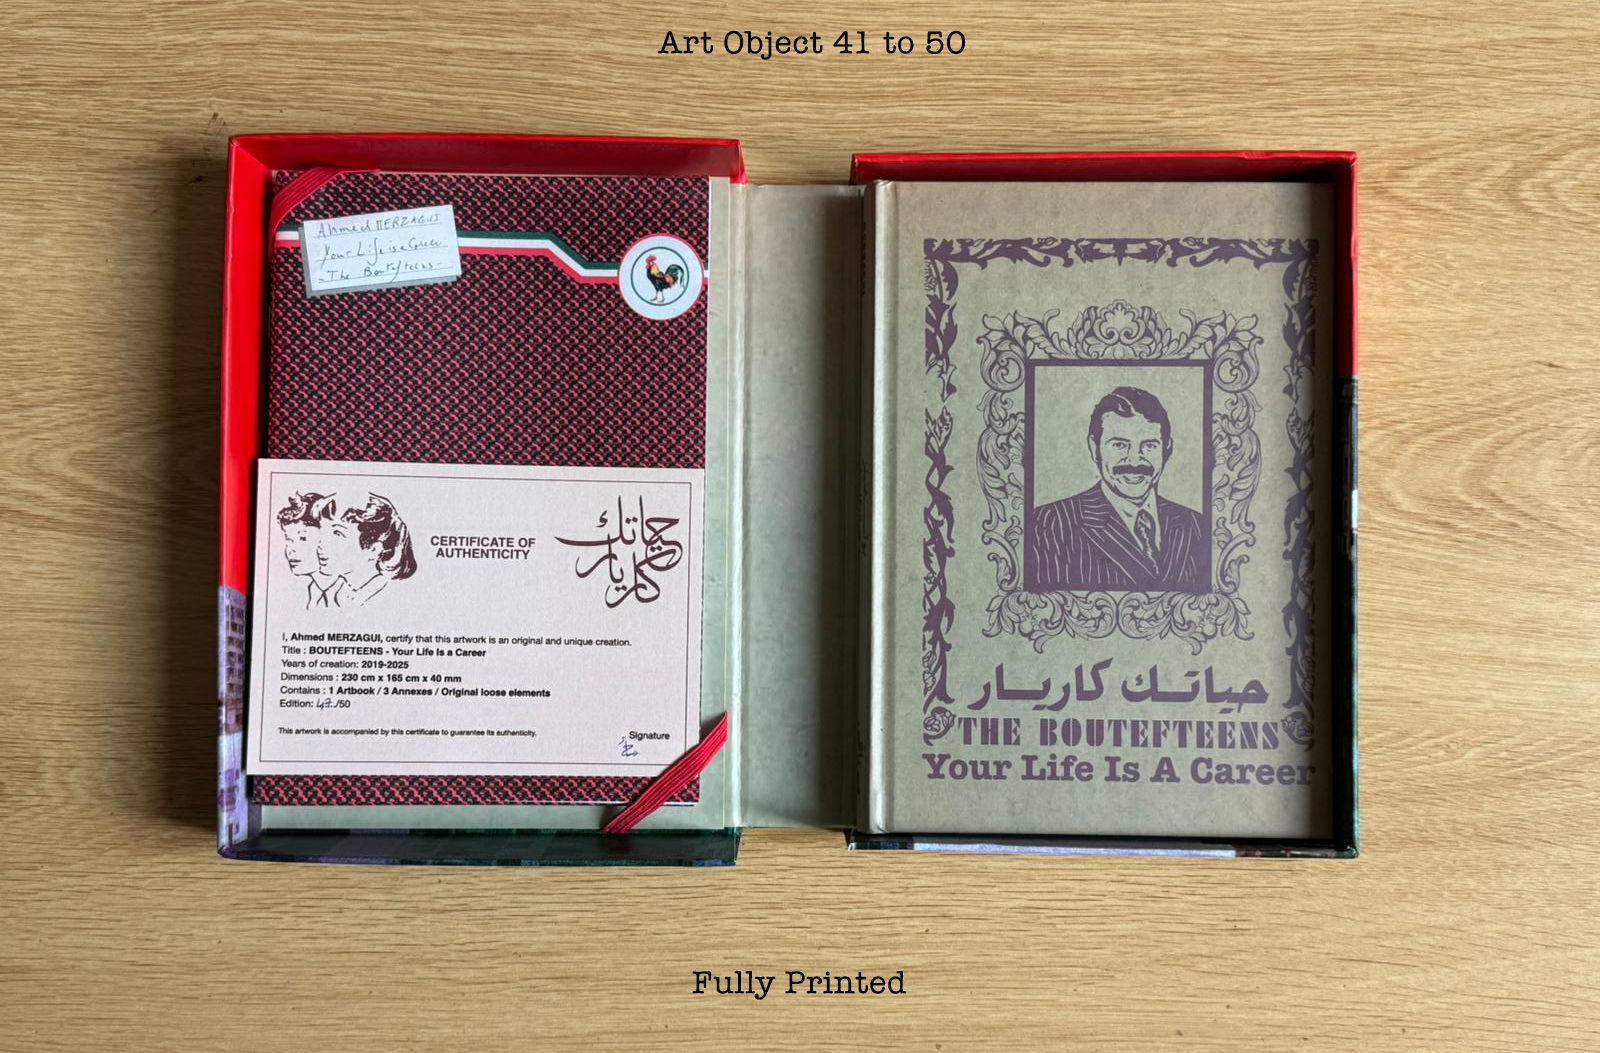 Art Object 41 to 50
Ahmed MERZAGUI
Your Life is a Career
- The Boutefteens -
CERTIFICATE OF
AUTHENTICITY
حياتك
كاريار
I, Ahmed MERZAGUI, certify that this artwork is an original and unique creation.
Title : BOUTEFTEENS - Your Life Is a Career
Years of creation: 2019-2025
Dimensions : 230 cm x 165 cm x 40 mm
Contains : 1 Artbook / 3 Annexes / Original loose elements
Edition: 47./50
This artwork is accompanied by this certificate to guarantee its authenticity.
Signature
حياتك كاريار
THE BOUTEFTEENS
Your Life Is A Career
Fully Printed